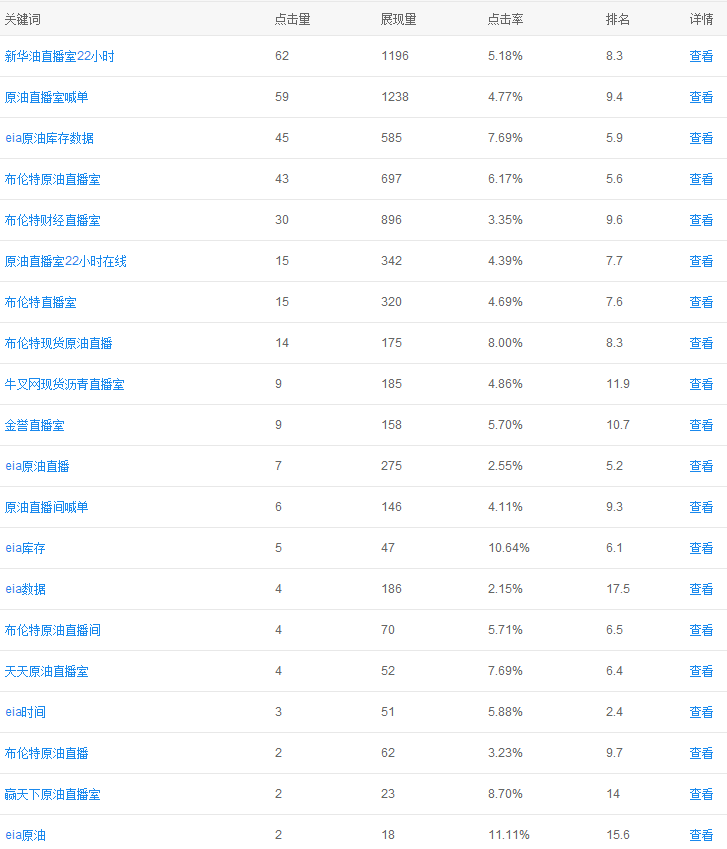 关键词 点击量 展现量 点击率 排名 详情
新华油直播室22小时 62 1196 5.18% 8.3 查看
原油直播室喊单 59 1238 4.77% 9.4 查看
eia原油库存数据 45 585 7.69% 5.9 查看
布伦特原油直播室 43 697 6.17% 5.6 查看
布伦特财经直播室 30 896 3.35% 9.6 查看
原油直播室22小时在线 15 342 4.39% 7.7 查看
布伦特直播室 15 320 4.69% 7.6 查看
布伦特现货原油直播 14 175 8.00% 8.3 查看
牛叉网现货沥青直播室 9 185 4.86% 11.9 查看
金誉直播室 9 158 5.70% 10.7 查看
eia原油直播 7 275 2.55% 5.2 查看
原油直播间喊单 6 146 4.11% 9.3 查看
eia库存 5 47 10.64% 6.1 查看
eia数据 4 186 2.15% 17.5 查看
布伦特原油直播间 4 70 5.71% 6.5 查看
天天原油直播室 4 52 7.69% 6.4 查看
eia时间 3 51 5.88% 2.4 查看
布伦特原油直播 2 62 3.23% 9.7 查看
赢天下原油直播室 2 23 8.70% 14 查看
eia原油 2 18 11.11% 15.6 查看